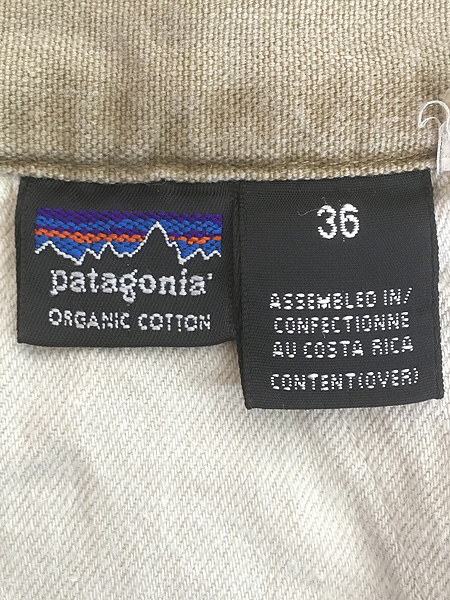 patagonia®
ORGANIC COTTON
36
ASSEMBLED IN/
CONFECTIONNE
AU COSTA RICA
CONTENT(OVER)